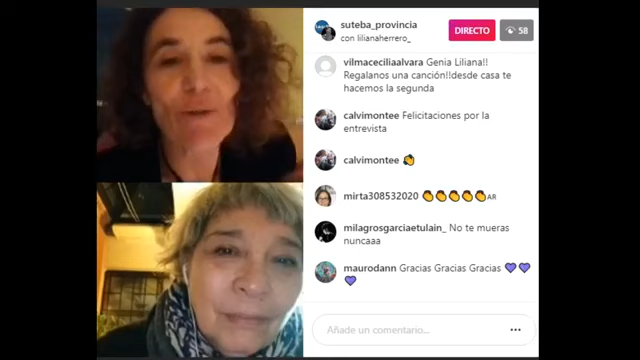 suteba_provincia
con lilianaherrero_
DIRECTO
58
vilmaceciliaalvara Genia Liliana!!
Regalanos una canción!!desde casa te
hacemos la segunda
calvimontee Felicitaciones por la
entrevista
calvimontee 👏
mirta308532020 👏👏👏👏👏AR
milagrosgarciaetulain_ No te mueras
nuncaaa
maurodann Gracias Gracias Gracias 💜💜
💜
Añade un comentario...